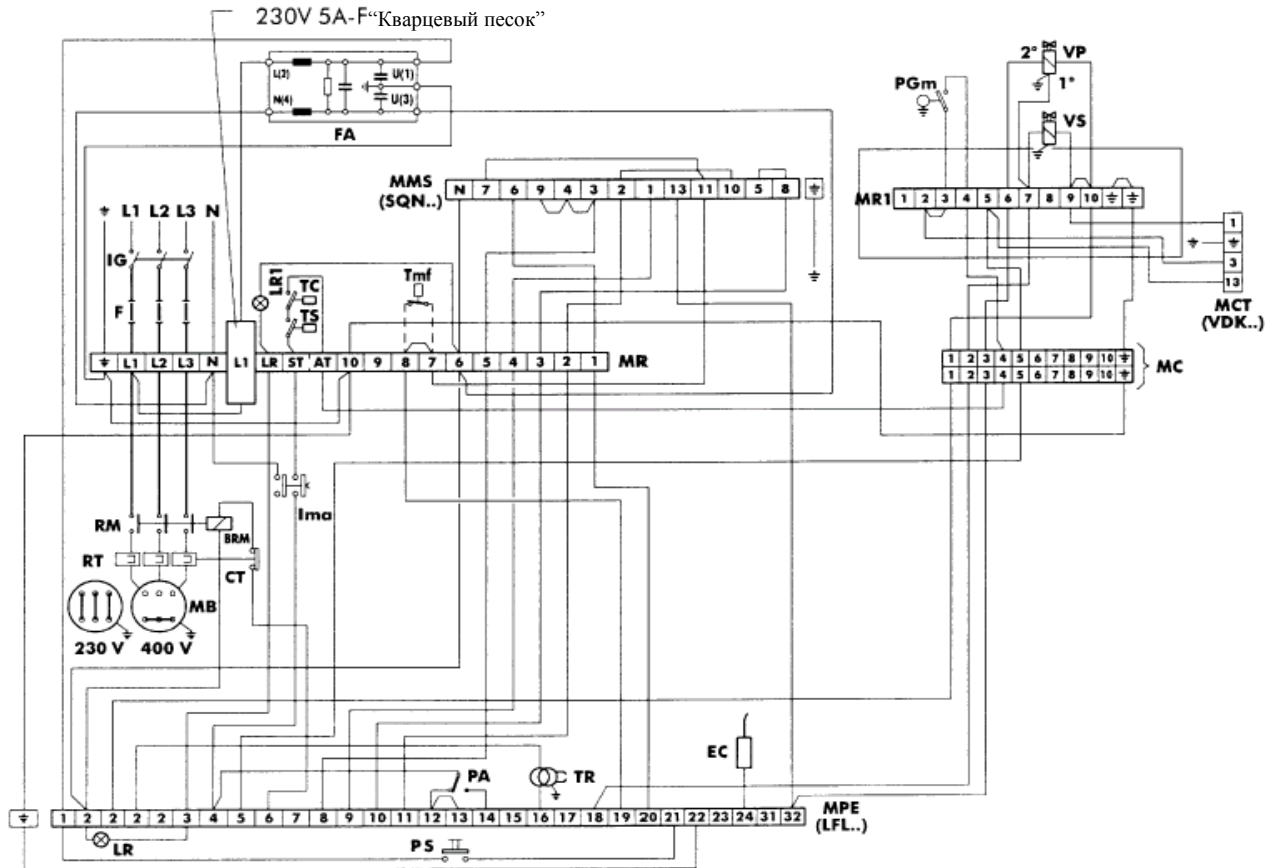 230V 5A-F“Кварцевый песок”
L(2)
U(1)
N(4)
U(3)
FA
2° VP
1°
PGm
VS
MMS
(SQN..)
N 7 6 9 4 3 2 1 13 11 10 5 8
MR1
1 2 3 4 5 6 7 8 9 10
1
3
13
MCT
(VDK..)
L1 L2 L3 N
IG
F
LR1
TC
TS
Tmf
L1 L2 L3 N L1 LR ST AT 10 9 8 7 6 5 4 3 2 1 MR
1 2 3 4 5 6 7 8 9 10
1 2 3 4 5 6 7 8 9 10
MC
Ima
RM
BRM
RT
CT
MB
230 V 400 V
EC
PA
TR
1 2 2 2 2 3 4 5 6 7 8 9 10 11 12 13 14 16 17 18 19 20 21 22 23 24 31 32
MPE
(LFL..)
LR
PS